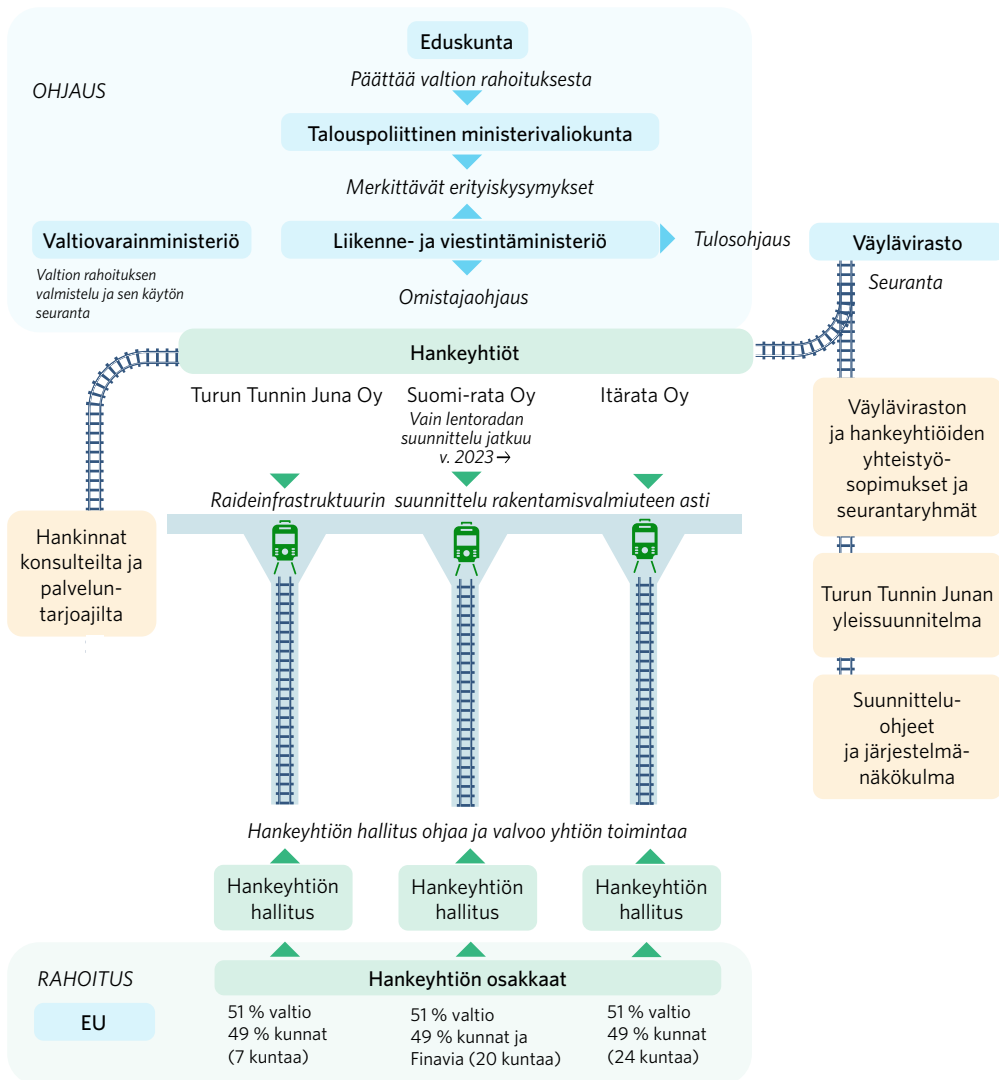 OHJAUS
Eduskunta
Päättää valtion rahoituksesta
Talouspoliittinen ministerivaliokunta
Merkittävät erityiskysymykset
Valtiovarainministeriö
Valtion rahoituksen
valmistelu ja sen käytön
seuranta
Liikenne- ja viestintäministeriö
Tulosohjaus
Väylävirasto
Seuranta
Omistajaohjaus
Hankeyhtiöt
Turun Tunnin Juna Oy
Suomi-rata Oy
Vain lentoradan
suunnittelu jatkuu
v. 2023 →
Itärata Oy
Raideinfrastruktuurin suunnittelu rakentamisvalmiuteen asti
Hankinnat
konsulteilta ja
palvelun-
tarjoajilta
Väyläviraston
ja hankeyhtiöiden
yhteistyö-
sopimukset ja
seurantaryhmät
Turun Tunnin Junan
yleissuunnitelma
Suunnittelu-
ohjeet
ja järjestelmä-
näkökulma
Hankeyhtiön hallitus ohjaa ja valvoo yhtiön toimintaa
Hankeyhtiön
hallitus
Hankeyhtiön
hallitus
Hankeyhtiön
hallitus
RAHOITUS
EU
Hankeyhtiön osakkaat
51 % valtio
49 % kunnat
(7 kuntaa)
51 % valtio
49 % kunnat ja
Finavia (20 kuntaa)
51 % valtio
49 % kunnat
(24 kuntaa)